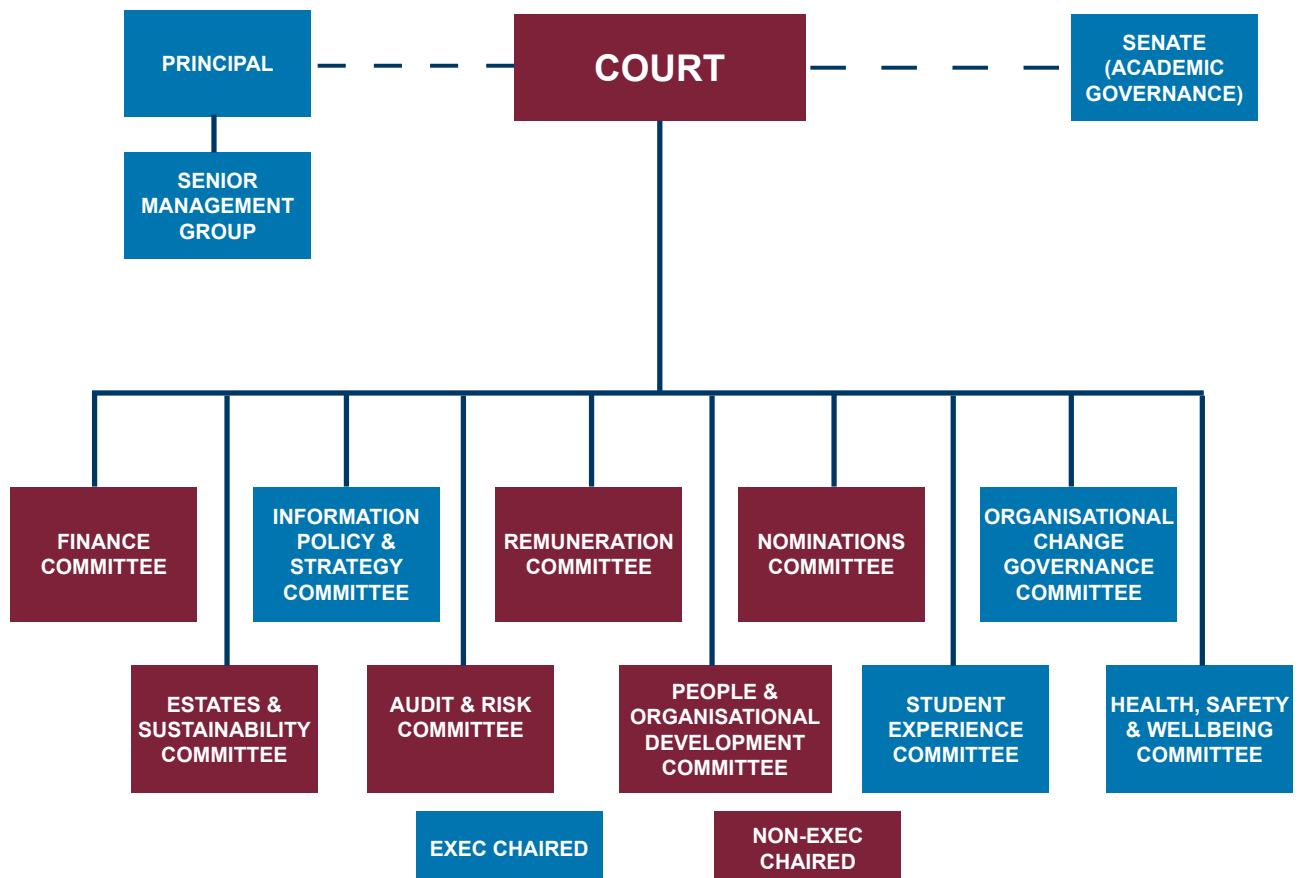 PRINCIPAL
COURT
SENATE
(ACADEMIC
GOVERNANCE)
SENIOR
MANAGEMENT
GROUP
FINANCE
COMMITTEE
INFORMATION
POLICY &
STRATEGY
COMMITTEE
REMUNERATION
COMMITTEE
NOMINATIONS
COMMITTEE
ORGANISATIONAL
CHANGE
GOVERNANCE
COMMITTEE
ESTATES &
SUSTAINABILITY
COMMITTEE
AUDIT & RISK
COMMITTEE
PEOPLE &
ORGANISATIONAL
DEVELOPMENT
COMMITTEE
STUDENT
EXPERIENCE
COMMITTEE
HEALTH, SAFETY
& WELLBEING
COMMITTEE
EXEC CHAIRED
NON-EXEC
CHAIRED